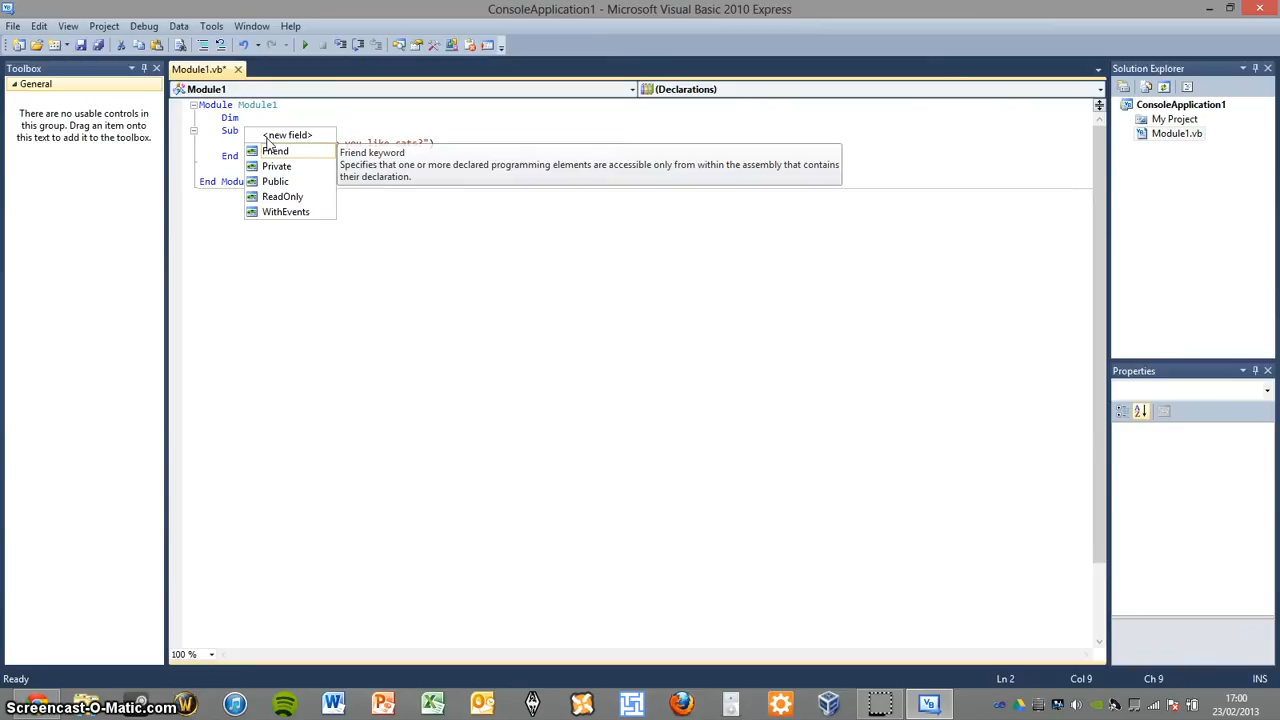 ConsoleApplication1 - Microsoft Visual Basic 2010 Express
File Edit View Project Debug Data Tools Window Help
Toolbox
General
There are no usable controls in
this group. Drag an item onto
this text to add it to the toolbox.
Module1.vb*
Module1
(Declarations)
Module Module1
Dim
Sub
you like cats?")
End
End Modu
<new field>
Friend
Private
Public
ReadOnly
WithEvents
Friend keyword
Specifies that one or more declared programming elements are accessible only from within the assembly that contains
their declaration.
100 %
Solution Explorer
ConsoleApplication1
My Project
Module1.vb
Properties
Ready
Ln 2
Col 9
Ch 9
INS
Screencast-O-Matic.com
17:00
23/02/2013